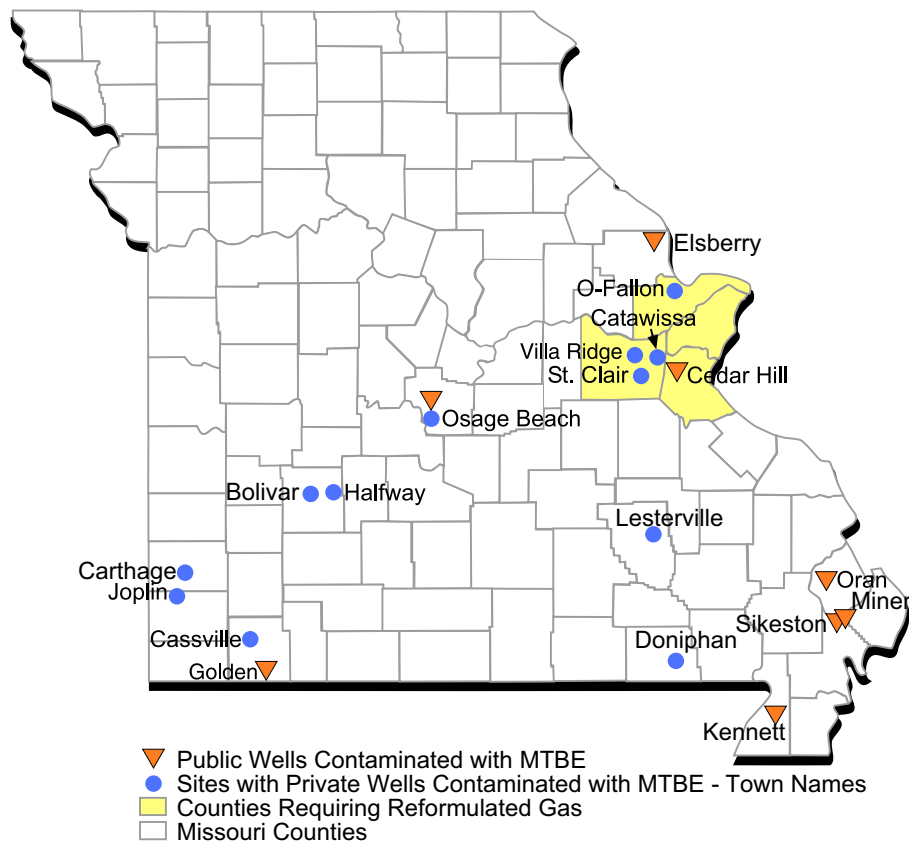 Elsberry
O-Fallon
Catawissa
Villa Ridge
St. Clair
Cedar Hill
Osage Beach
Bolivar
Halfway
Lesterville
Carthage
Joplin
Oran
Miner
Sikeston
Cassville
Doniphan
Golden
Kennett
Public Wells Contaminated with MTBE
Sites with Private Wells Contaminated with MTBE - Town Names
Counties Requiring Reformulated Gas
Missouri Counties